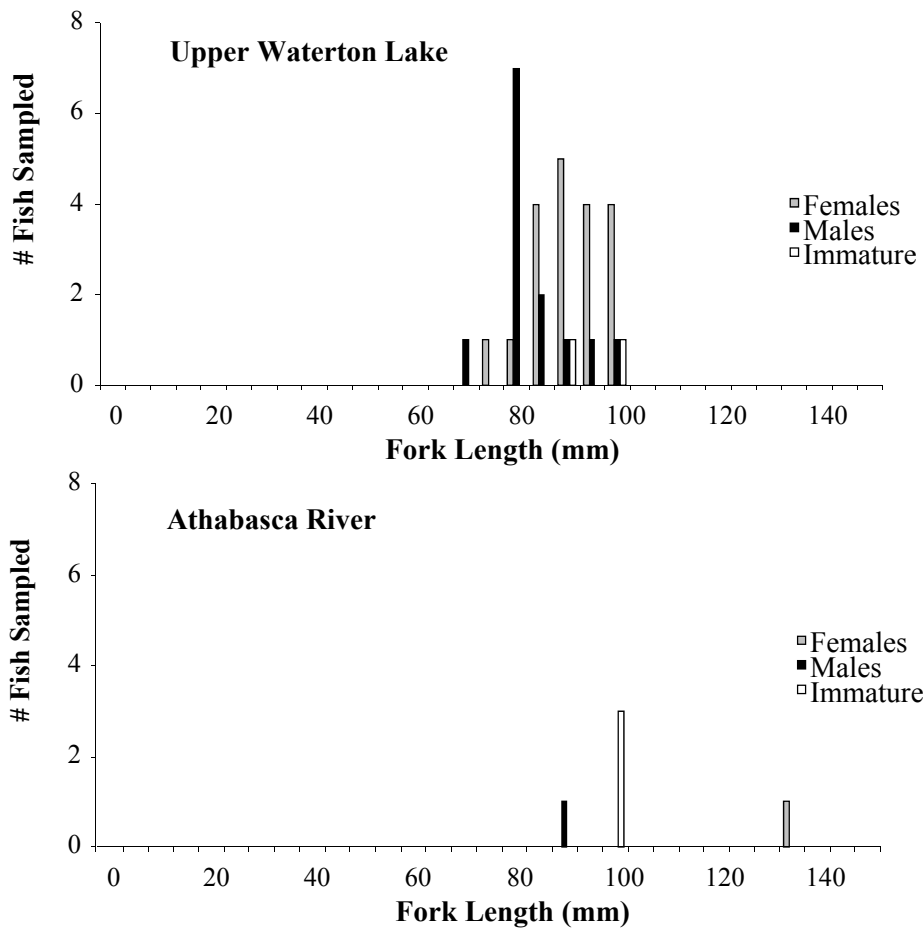 8
Upper Waterton Lake
6
# Fish Sampled
4
Females
Males
Immature
2
0
0 20 40 60 80 100 120 140
Fork Length (mm)
8
Athabasca River
6
# Fish Sampled
4
Females
Males
Immature
2
0
0 20 40 60 80 100 120 140
Fork Length (mm)